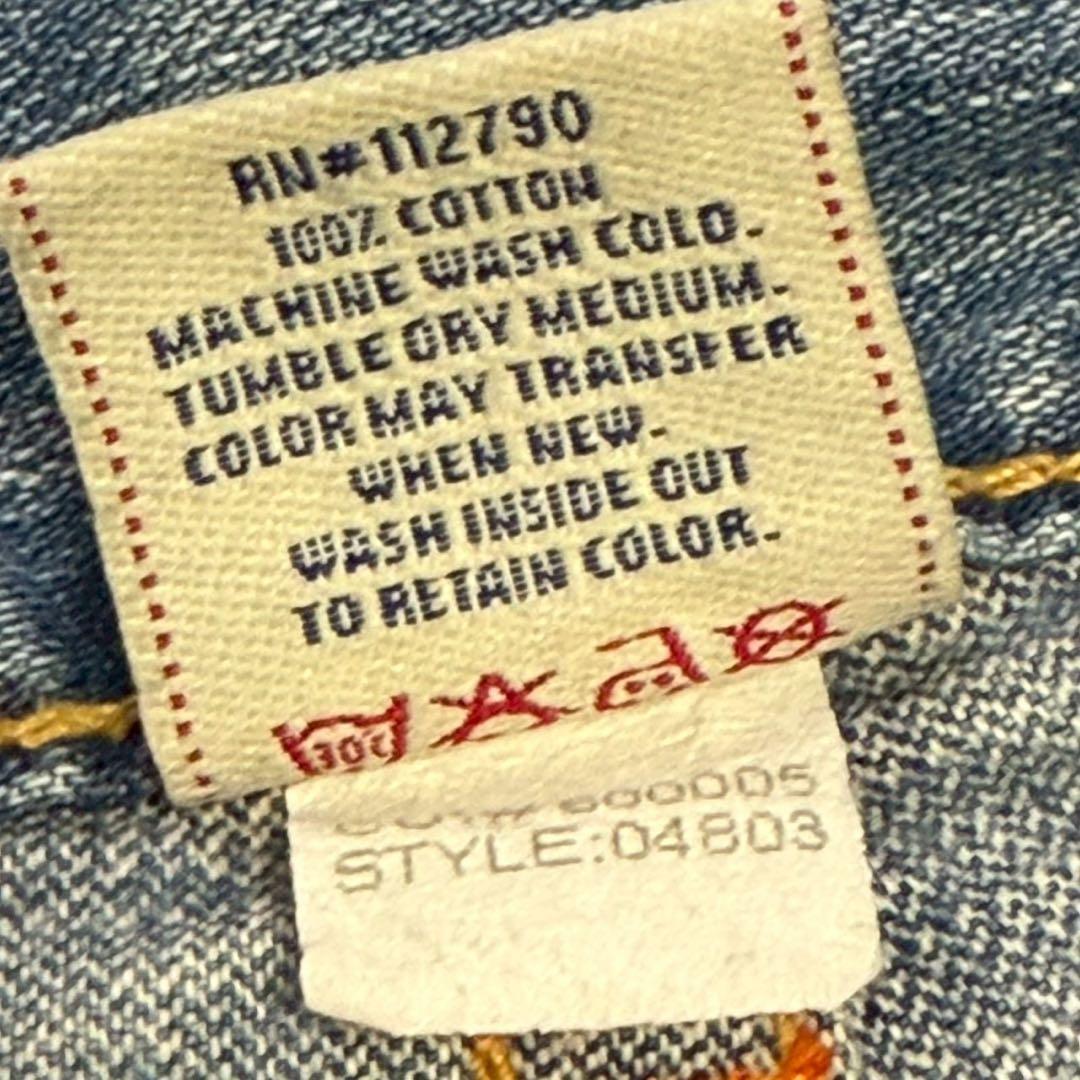 RN#112790
100% COTTON
MACHINE WASH COLD.
TUMBLE DRY MEDIUM.
COLOR MAY TRANSFER
WHEN NEW.
WASH INSIDE OUT
TO RETAIN COLOR.
30C
STYLE:04803